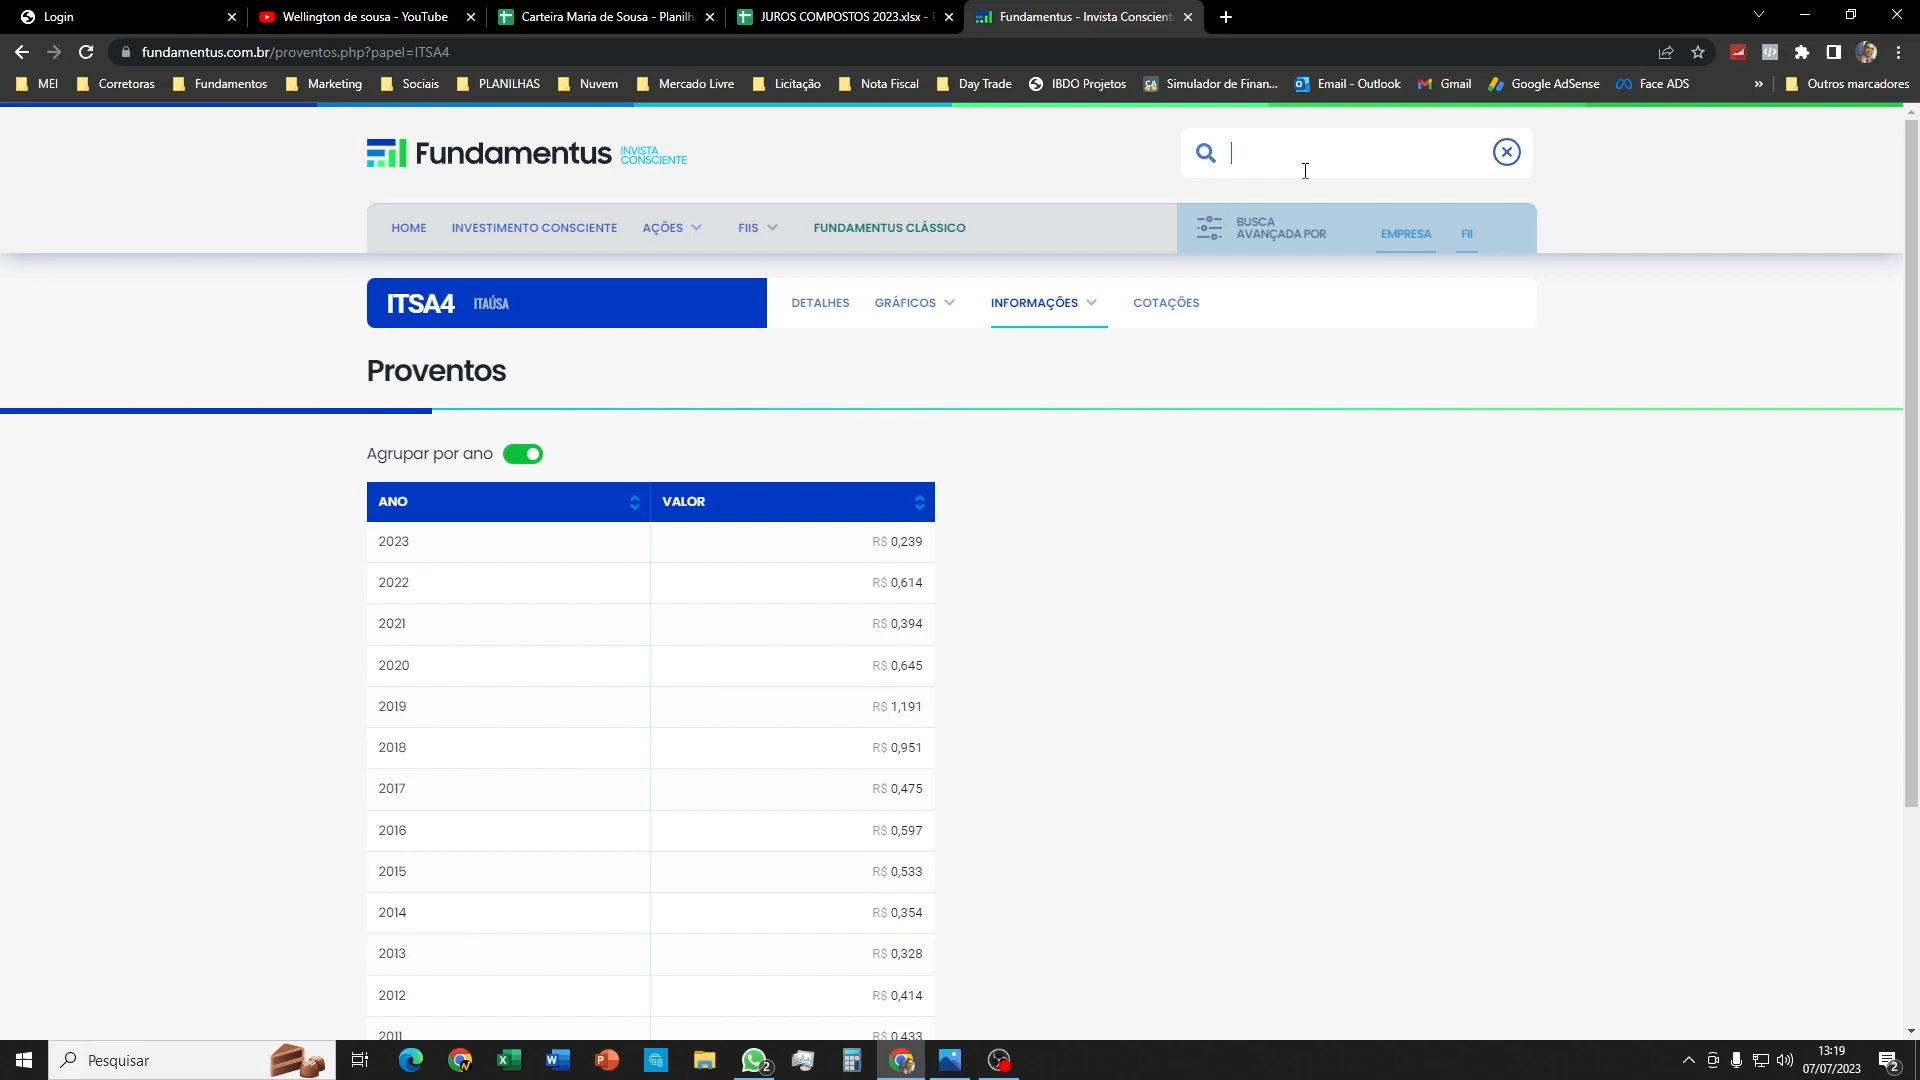 Login
Wellington de sousa - YouTube
Carteira Maria de Sousa - Planilh
JUROS COMPOSTOS 2023.xlsx -
Fundamentus - Invista Conscient
fundamentus.com.br/proventos.php?papel=ITSA4
MEI
Corretoras
Fundamentus
Marketing
Sociais
PLANILHAS
Nuvem
Mercado Livre
Licitação
Nota Fiscal
Day Trade
IBDO Projetos
Simulador de Finan...
Email - Outlook
Gmail
Google AdSense
Face ADS
»
Outros marcadores
Fundamentus
INVISTA
CONSCIENTE
HOME
INVESTIMENTO CONSCIENTE
AÇÕES
FIIS
FUNDAMENTUS CLÁSSICO
BUSCA
AVANÇADA POR
EMPRESA
FII
ITSA4 ITAÚSA
DETALHES
GRÁFICOS
INFORMAÇÕES
COTAÇÕES
Proventos
Agrupar por ano
ANO VALOR
2023 R$ 0,239
2022 R$ 0,614
2021 R$ 0,394
2020 R$ 0,645
2019 R$ 1,191
2018 R$ 0,951
2017 R$ 0,475
2016 R$ 0,597
2015 R$ 0,533
2014 R$ 0,354
2013 R$ 0,328
2012 R$ 0,414
2011 R$ 0,433
Pesquisar
2
13:19
07/07/2023
2